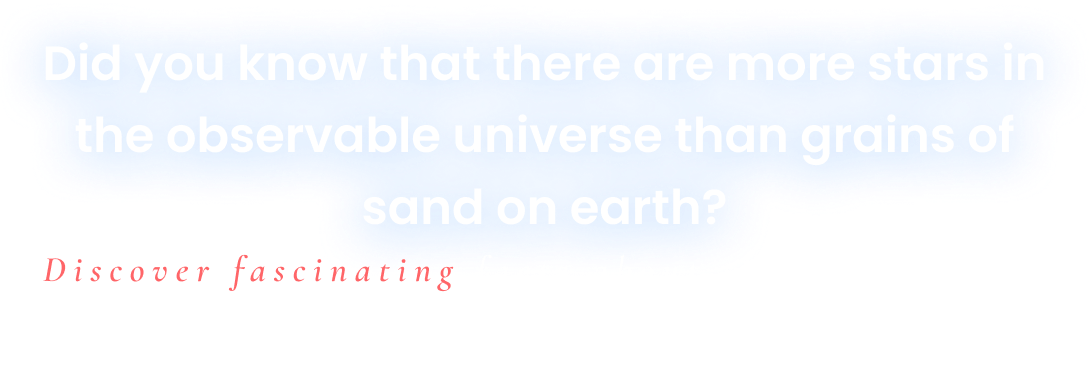 Did you know that there are more stars in
the observable universe than grains of
sand on earth?
Discover fascinating